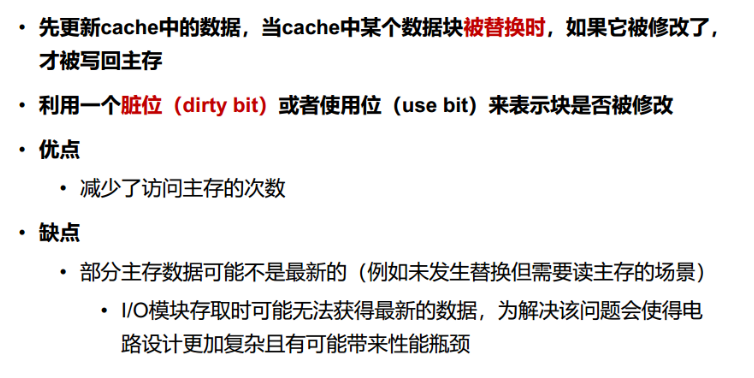 • 先更新cache中的数据，当cache中某个数据块被替换时，如果它被修改了，
才被写回主存
• 利用一个脏位（dirty bit）或者使用位（use bit）来表示块是否被修改
• 优点
• 减少了访问主存的次数
• 缺点
• 部分主存数据可能不是最新的（例如未发生替换但需要读主存的场景）
• I/O模块存取时可能无法获得最新的数据，为解决该问题会使得电
路设计更加复杂且有可能带来性能瓶颈